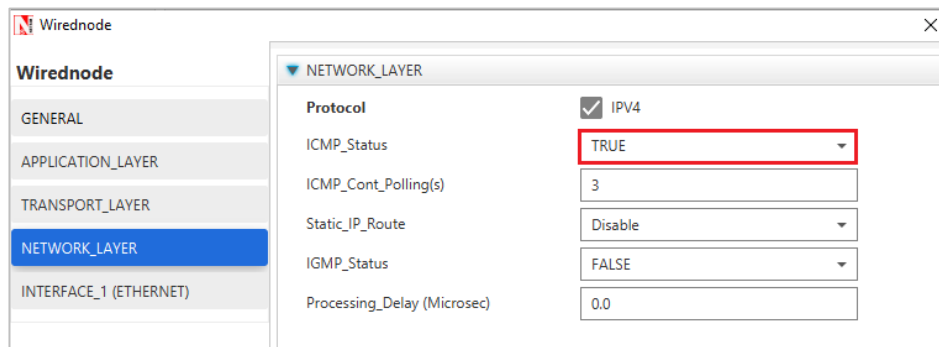 Wirednode
Wirednode
GENERAL
APPLICATION_LAYER
TRANSPORT_LAYER
NETWORK_LAYER
INTERFACE_1 (ETHERNET)
NETWORK_LAYER
Protocol IPV4
ICMP_Status TRUE
ICMP_Cont_Polling(s) 3
Static_IP_Route Disable
IGMP_Status FALSE
Processing_Delay (Microsec) 0.0